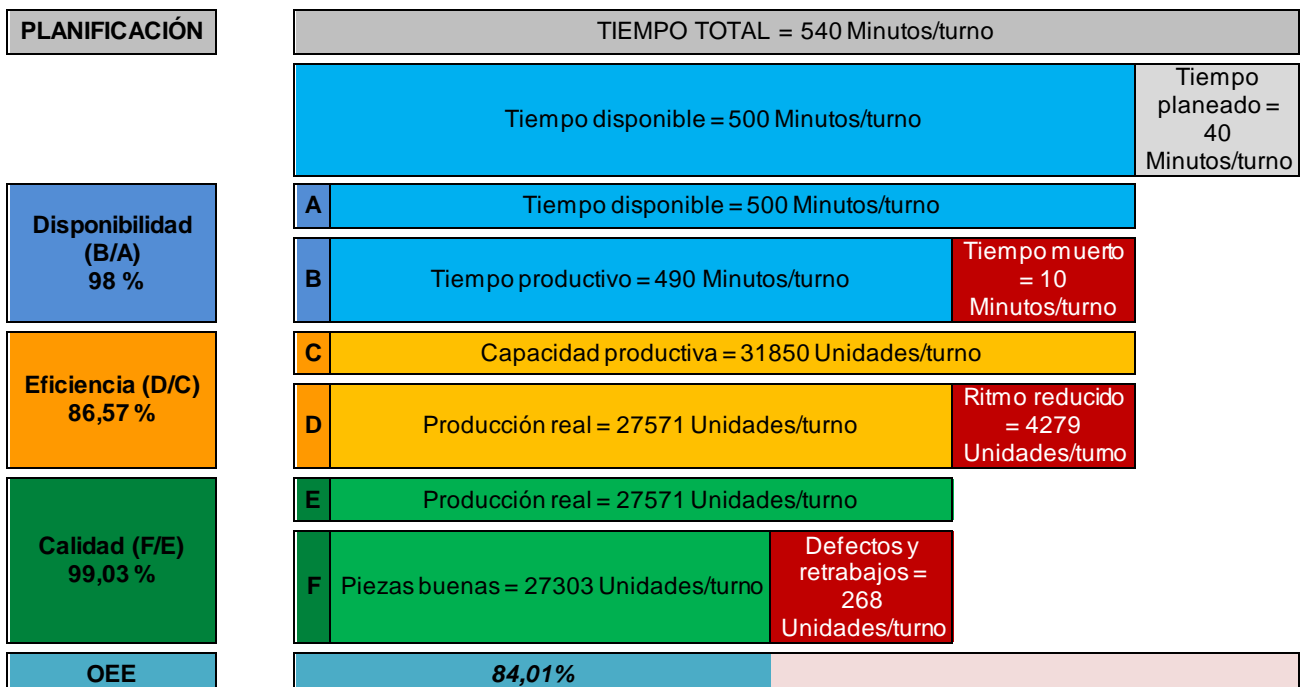 PLANIFICACIÓN
TIEMPO TOTAL = 540 Minutos/turno
Tiempo disponible = 500 Minutos/turno
Tiempo
planeado =
40
Minutos/turno
Disponibilidad
(B/A)
98 %
A
Tiempo disponible = 500 Minutos/turno
B
Tiempo productivo = 490 Minutos/turno
Tiempo muerto
= 10
Minutos/turno
Eficiencia (D/C)
86,57 %
C
Capacidad productiva = 31850 Unidades/turno
D
Producción real = 27571 Unidades/turno
Ritmo reducido
= 4279
Unidades/turno
Calidad (F/E)
99,03 %
E
Producción real = 27571 Unidades/turno
F
Piezas buenas = 27303 Unidades/turno
Defectos y
retrabajos =
268
Unidades/turno
OEE
84,01%